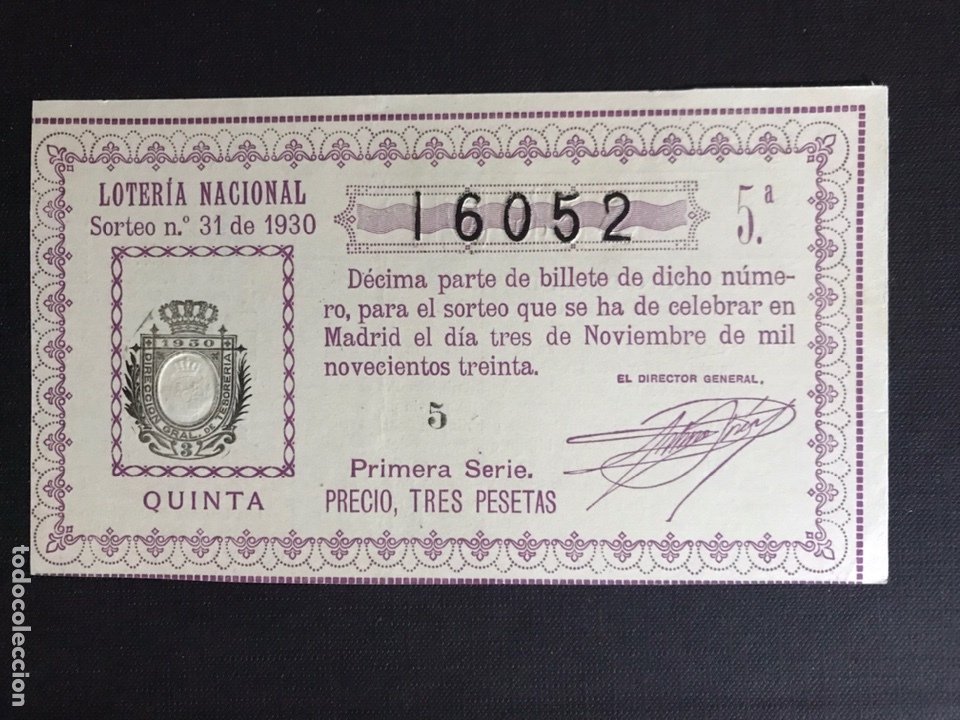 LOTERÍA NACIONAL
Sorteo n.º 31 de 1930
16052
5.ª
Décima parte de billete de dicho núme-
ro, para el sorteo que se ha de celebrar en
Madrid el día tres de Noviembre de mil
novecientos treinta.
EL DIRECTOR GENERAL,
1930
DIRECCION GRAL. DE TESORERIA
3
5
Primera Serie.
QUINTA
PRECIO, TRES PESETAS
todocoleccion